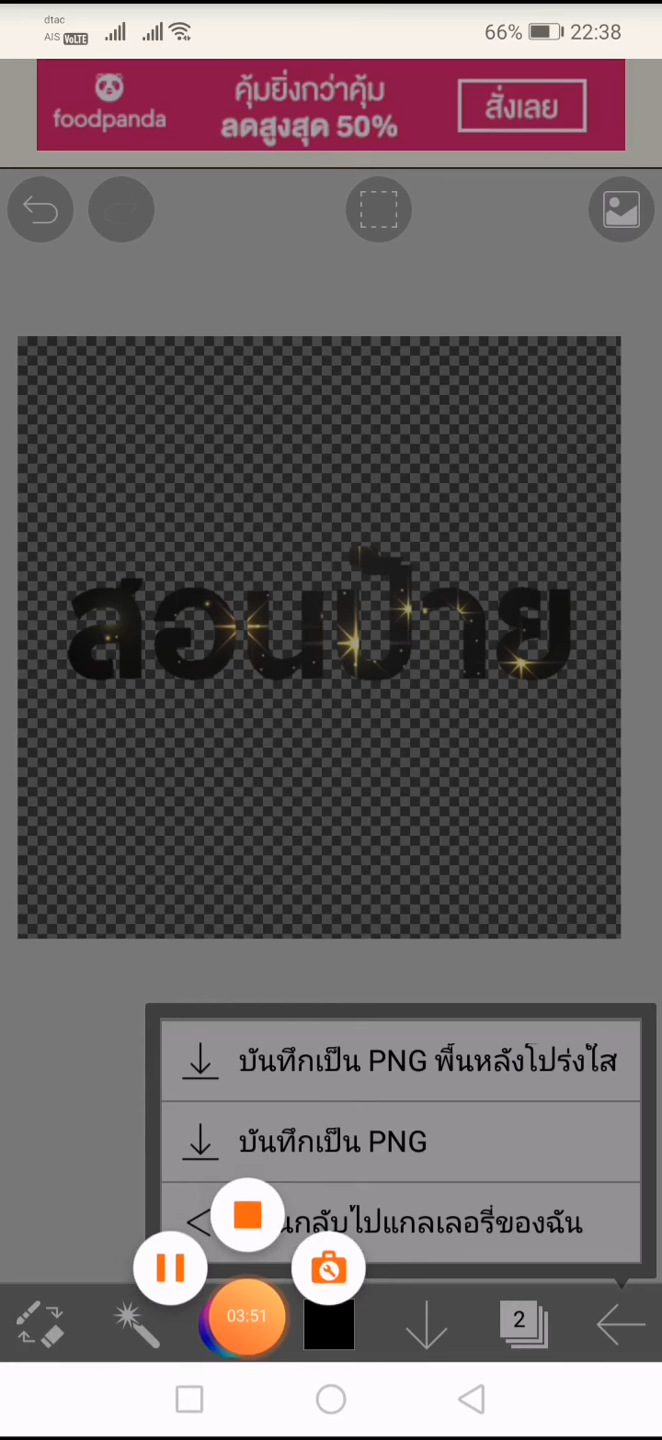 dtac
AIS VoLTE
66% 22:38
foodpanda
คุ้มยิ่งกว่าคุ้ม
ลดสูงสุด 50%
สั่งเลย
สอนป้าย
บันทึกเป็น PNG พื้นหลังโปร่งใส
บันทึกเป็น PNG
นกลับไปแกลเลอรี่ของฉัน
03:51
2